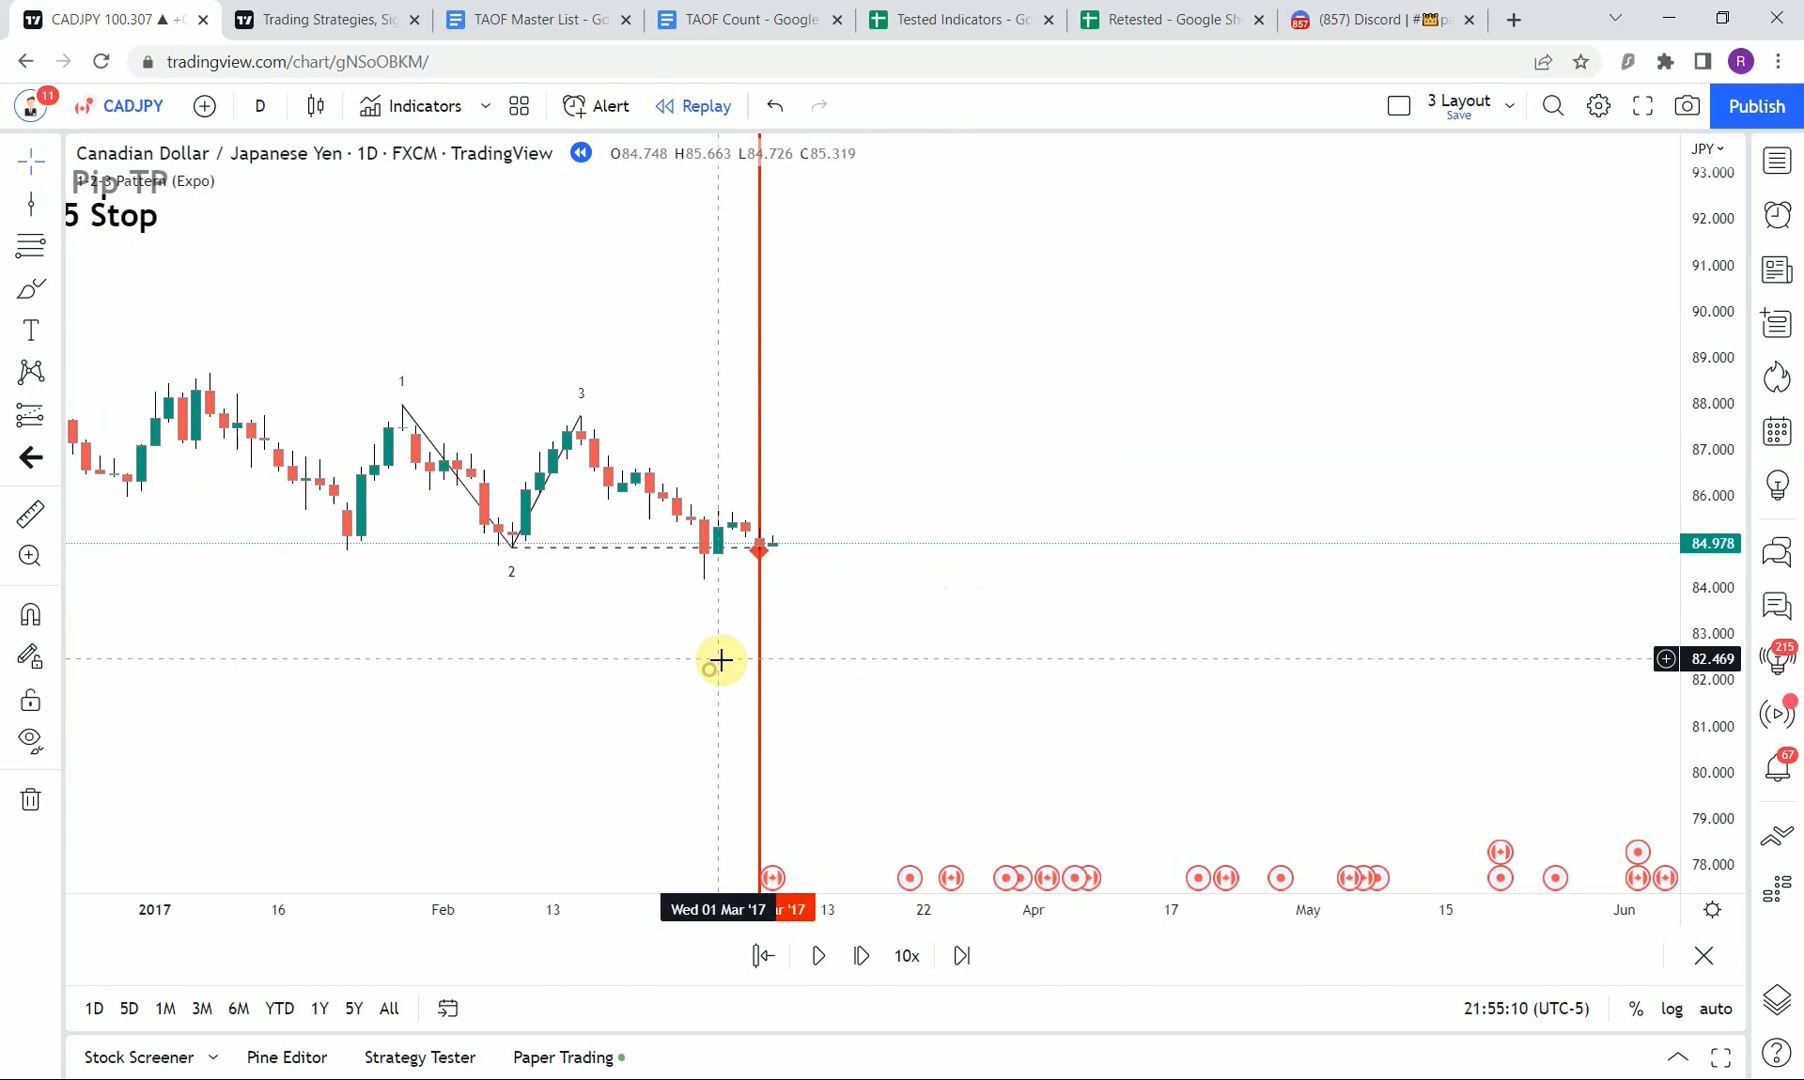 CADJPY 100.307 ▲ +0
Trading Strategies, Sig
TAOF Master List - Go
TAOF Count - Google
Tested Indicators - Go
Retested - Google Sh
(857) Discord | #
857
tradingview.com/chart/gNSoOBKM/
R
11
CADJPY
D
Indicators
Alert
Replay
3 Layout
Save
Publish
Canadian Dollar / Japanese Yen · 1D · FXCM · TradingView
O84.748 H85.663 L84.726 C85.319
1-2-3 Pattern (Expo)
Pip TP
5 Stop
JPY
93.000
92.000
91.000
90.000
89.000
88.000
87.000
86.000
84.978
84.000
83.000
82.469
82.000
81.000
80.000
79.000
78.000
1
3
2
215
67
2017
16
Feb
13
Wed 01 Mar '17
ar '17
13
22
Apr
17
May
15
Jun
10x
1D 5D 1M 3M 6M YTD 1Y 5Y All
21:55:10 (UTC-5)
% log auto
Stock Screener
Pine Editor
Strategy Tester
Paper Trading